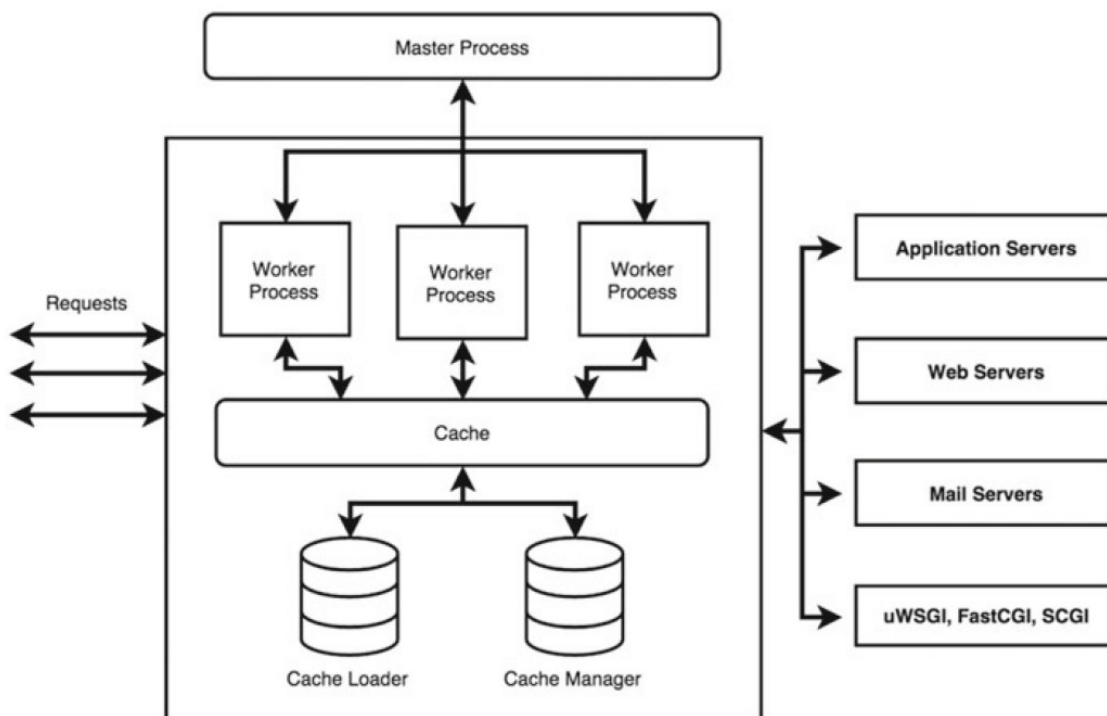 Master Process
Worker
Process
Worker
Process
Worker
Process
Requests
Cache
Cache Loader
Cache Manager
Application Servers
Web Servers
Mail Servers
uWSGI, FastCGI, SCGI